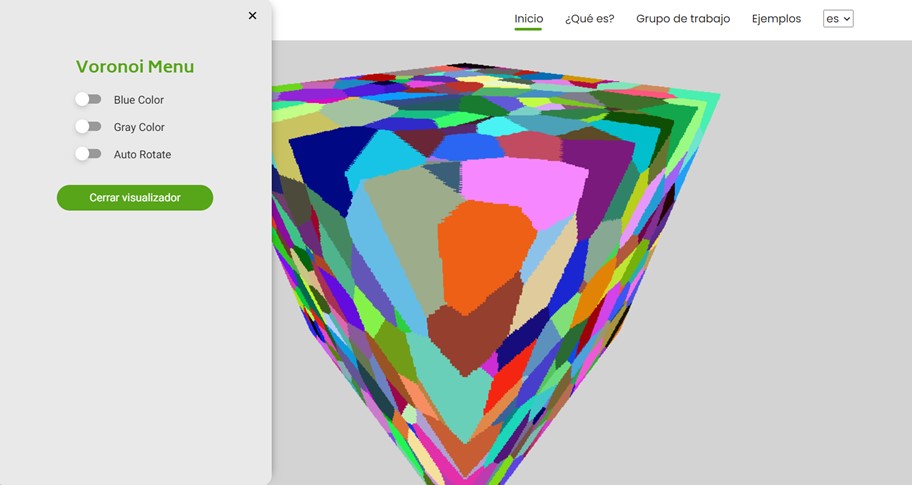 Inicio ¿Qué es? Grupo de trabajo Ejemplos es
Voronoi Menu
Blue Color
Gray Color
Auto Rotate
Cerrar visualizador